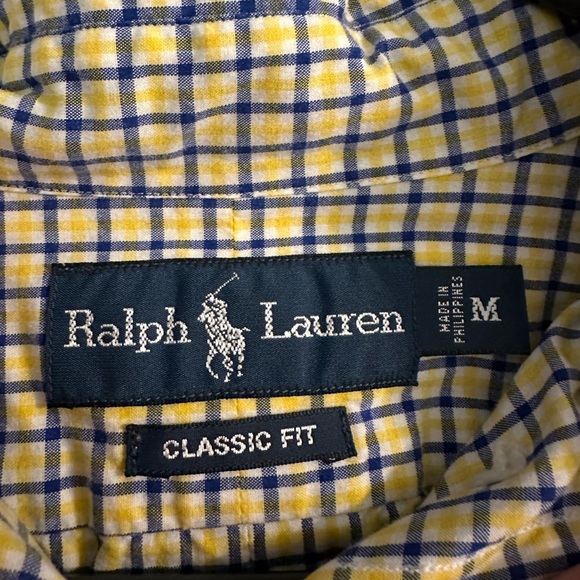 Ralph Lauren
MADE IN
PHILIPPINES
M
CLASSIC FIT